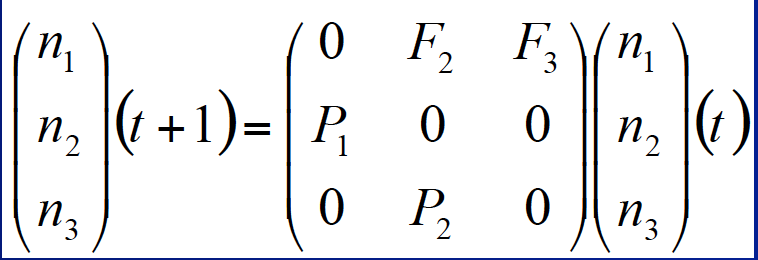 n₁ 0 F₂ F₃ n₁
n₂ (t + 1) = P₁ 0 0 n₂ (t)
n₃ 0 P₂ 0 n₃